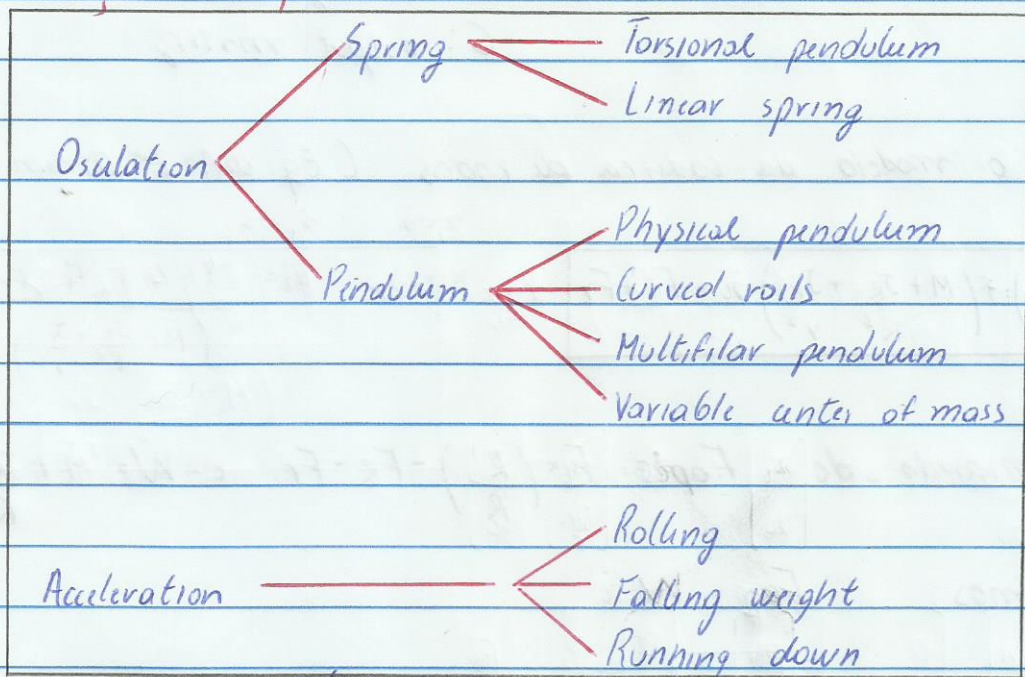 Spring
Torsional pendulum
Linear spring
Osulation
Pendulum
Physical pendulum
Curved rails
Multifilar pendulum
Variable center of mass
Acceleration
Rolling
Falling weight
Running down